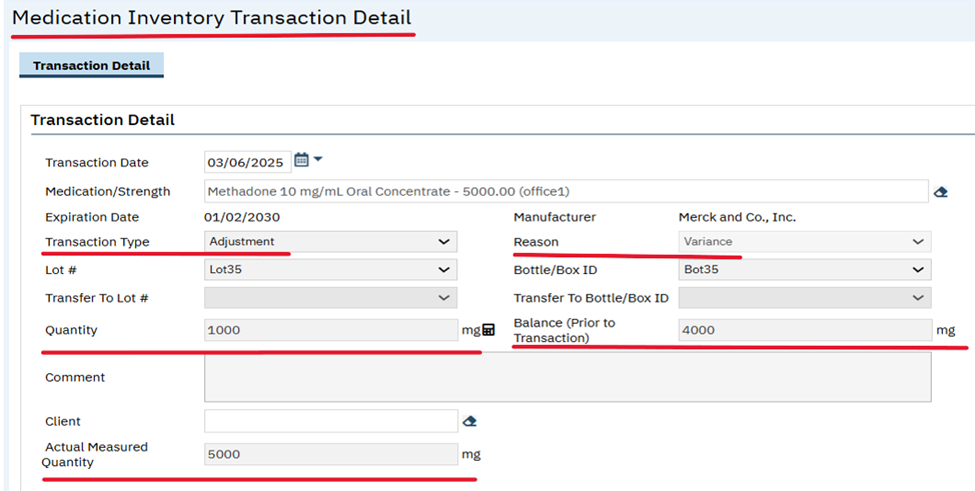 Medication Inventory Transaction Detail
Transaction Detail
Transaction Detail
Transaction Date 03/06/2025
Medication/Strength Methadone 10 mg/mL Oral Concentrate - 5000.00 (office1)
Expiration Date 01/02/2030 Manufacturer Merck and Co., Inc.
Transaction Type Adjustment Reason Variance
Lot # Lot35 Bottle/Box ID Bot35
Transfer To Lot # Transfer To Bottle/Box ID
Quantity 1000 mg Balance (Prior to
Transaction) 4000 mg
Comment
Client
Actual Measured
Quantity 5000 mg